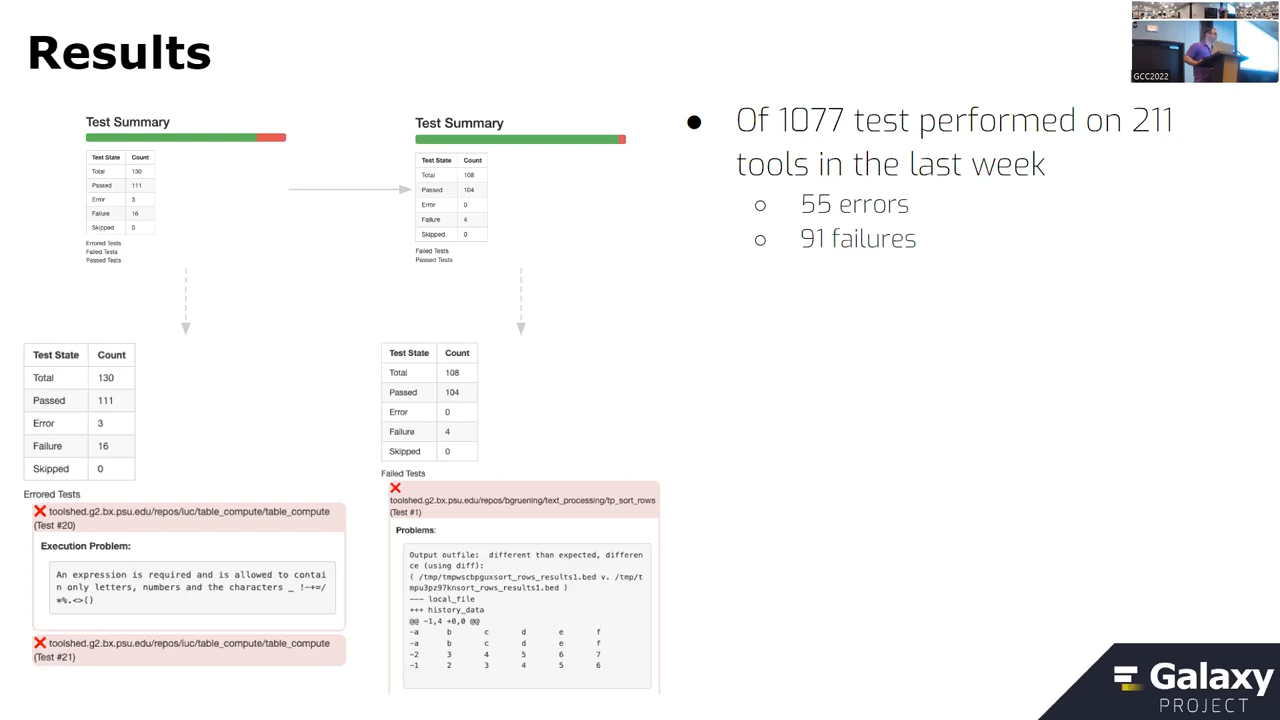 Results
GCC2022
Test Summary
Test State Count
Total 130
Passed 111
Error 3
Failure 16
Skipped 0
Errored Tests
Failed Tests
Passed Tests
Test Summary
Test State Count
Total 108
Passed 104
Error 0
Failure 4
Skipped 0
Failed Tests
Passed Tests
● Of 1077 test performed on 211
tools in the last week
○ 55 errors
○ 91 failures
Test State Count
Total 130
Passed 111
Error 3
Failure 16
Skipped 0
Errored Tests
❌ toolshed.g2.bx.psu.edu/repos/iuc/table_compute/table_compute
(Test #20)
Execution Problem:
An expression is required and is allowed to contai
n only letters, numbers and the characters _ !-+=/
*%.<>()
❌ toolshed.g2.bx.psu.edu/repos/iuc/table_compute/table_compute
(Test #21)
Test State Count
Total 108
Passed 104
Error 0
Failure 4
Skipped 0
Failed Tests
❌
toolshed.g2.bx.psu.edu/repos/bgruening/text_processing/tp_sort_rows
(Test #1)
Problems:
Output outfile: different than expected, differen
ce (using diff):
( /tmp/tmpwscbpguxsort_rows_results1.bed v. /tmp/t
mpu3pz97knsort_rows_results1.bed )
--- local_file
+++ history_data
@@ -1,4 +0,0 @@
-a b c d e f
-a b c d e f
-2 3 4 5 6 7
-1 2 3 4 5 6
Galaxy
PROJECT